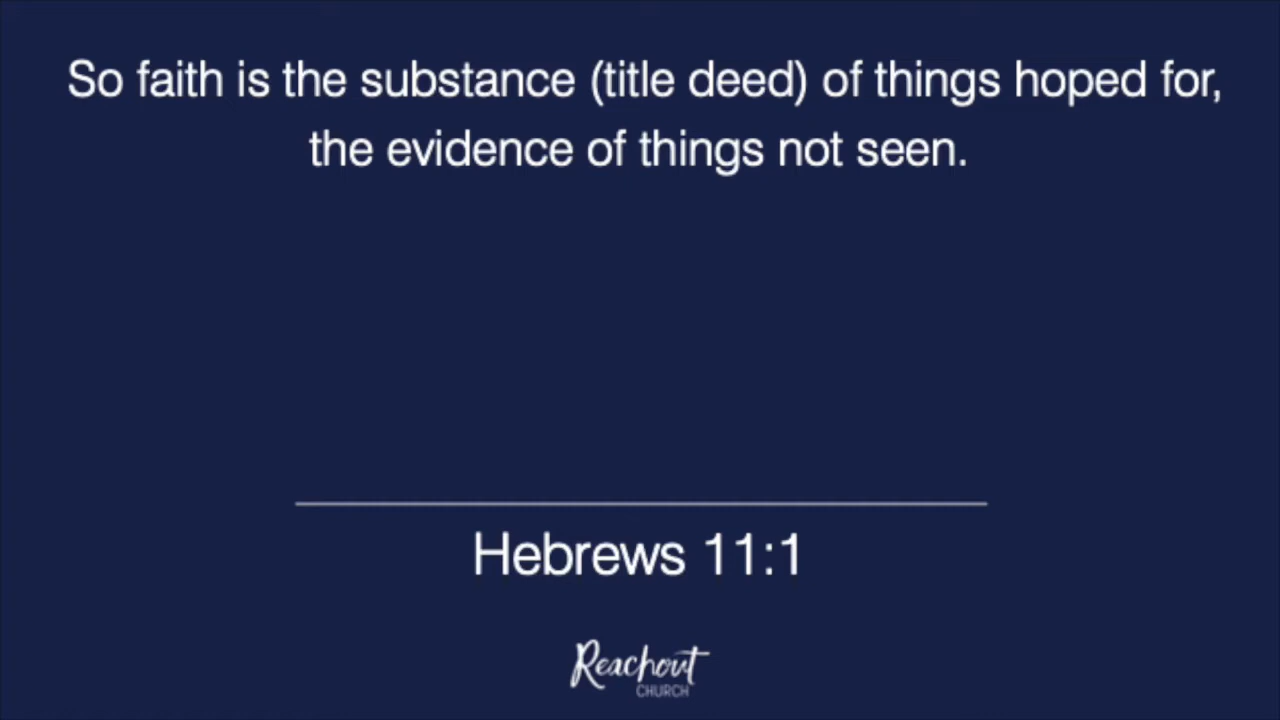 So faith is the substance (title deed) of things hoped for,
the evidence of things not seen.
Hebrews 11:1
Reachout
CHURCH